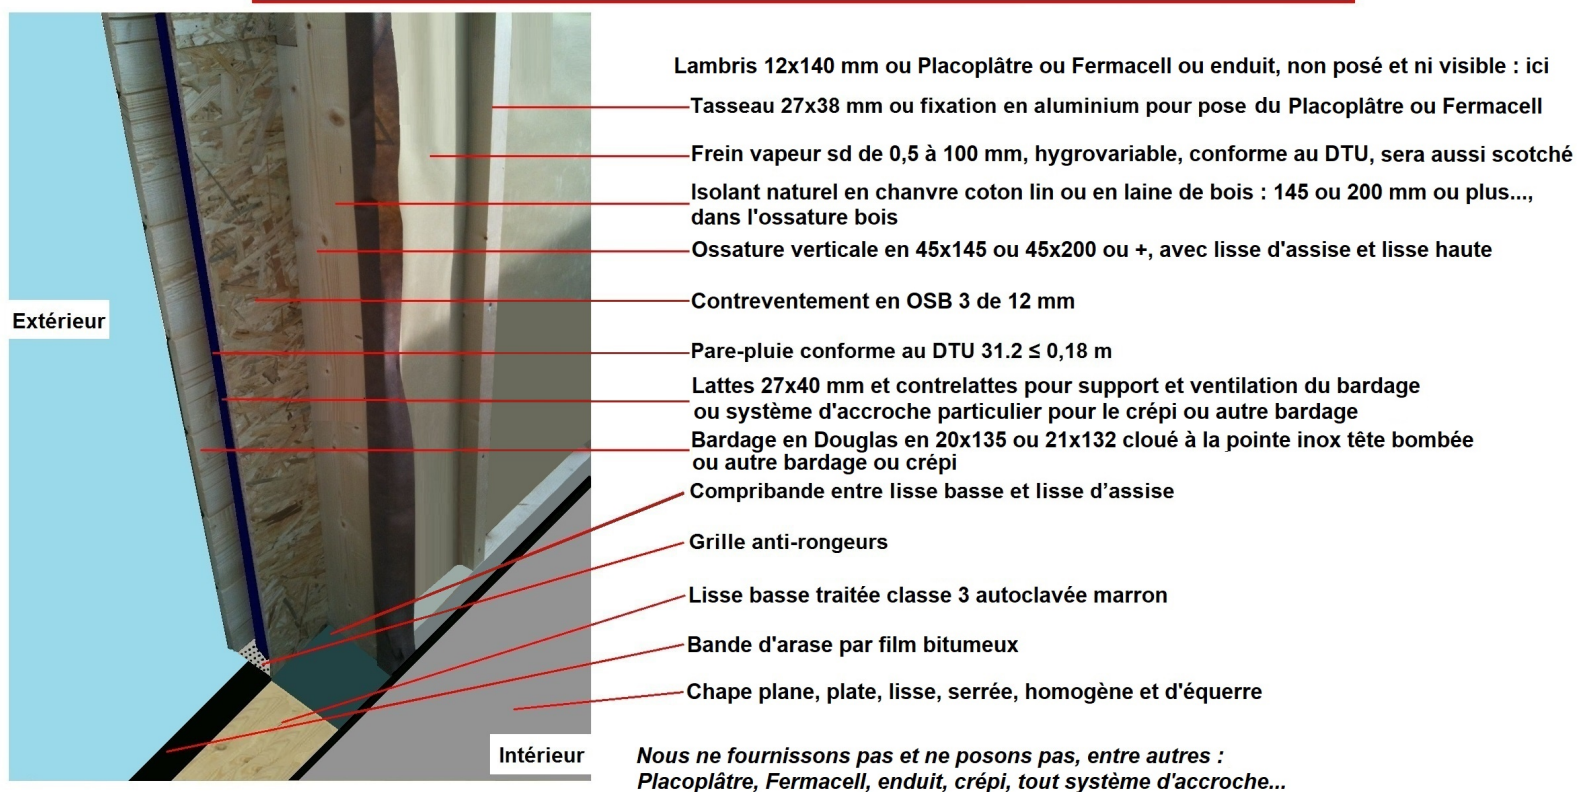 Lambris 12x140 mm ou Placoplâtre ou Fermacell ou enduit, non posé et ni visible : ici
Tasseau 27x38 mm ou fixation en aluminium pour pose du Placoplâtre ou Fermacell
Frein vapeur sd de 0,5 à 100 mm, hygrovariable, conforme au DTU, sera aussi scotché
Isolant naturel en chanvre coton lin ou en laine de bois : 145 ou 200 mm ou plus...,
dans l'ossature bois
Ossature verticale en 45x145 ou 45x200 ou +, avec lisse d'assise et lisse haute
Contreventement en OSB 3 de 12 mm
Extérieur
Pare-pluie conforme au DTU 31.2 ≤ 0,18 m
Lattes 27x40 mm et contrelattes pour support et ventilation du bardage
ou système d'accroche particulier pour le crépi ou autre bardage
Bardage en Douglas en 20x135 ou 21x132 cloué à la pointe inox tête bombée
ou autre bardage ou crépi
Compribande entre lisse basse et lisse d’assise
Grille anti-rongeurs
Lisse basse traitée classe 3 autoclavée marron
Bande d'arase par film bitumeux
Chape plane, plate, lisse, serrée, homogène et d'équerre
Intérieur
Nous ne fournissons pas et ne posons pas, entre autres :
Placoplâtre, Fermacell, enduit, crépi, tout système d'accroche...